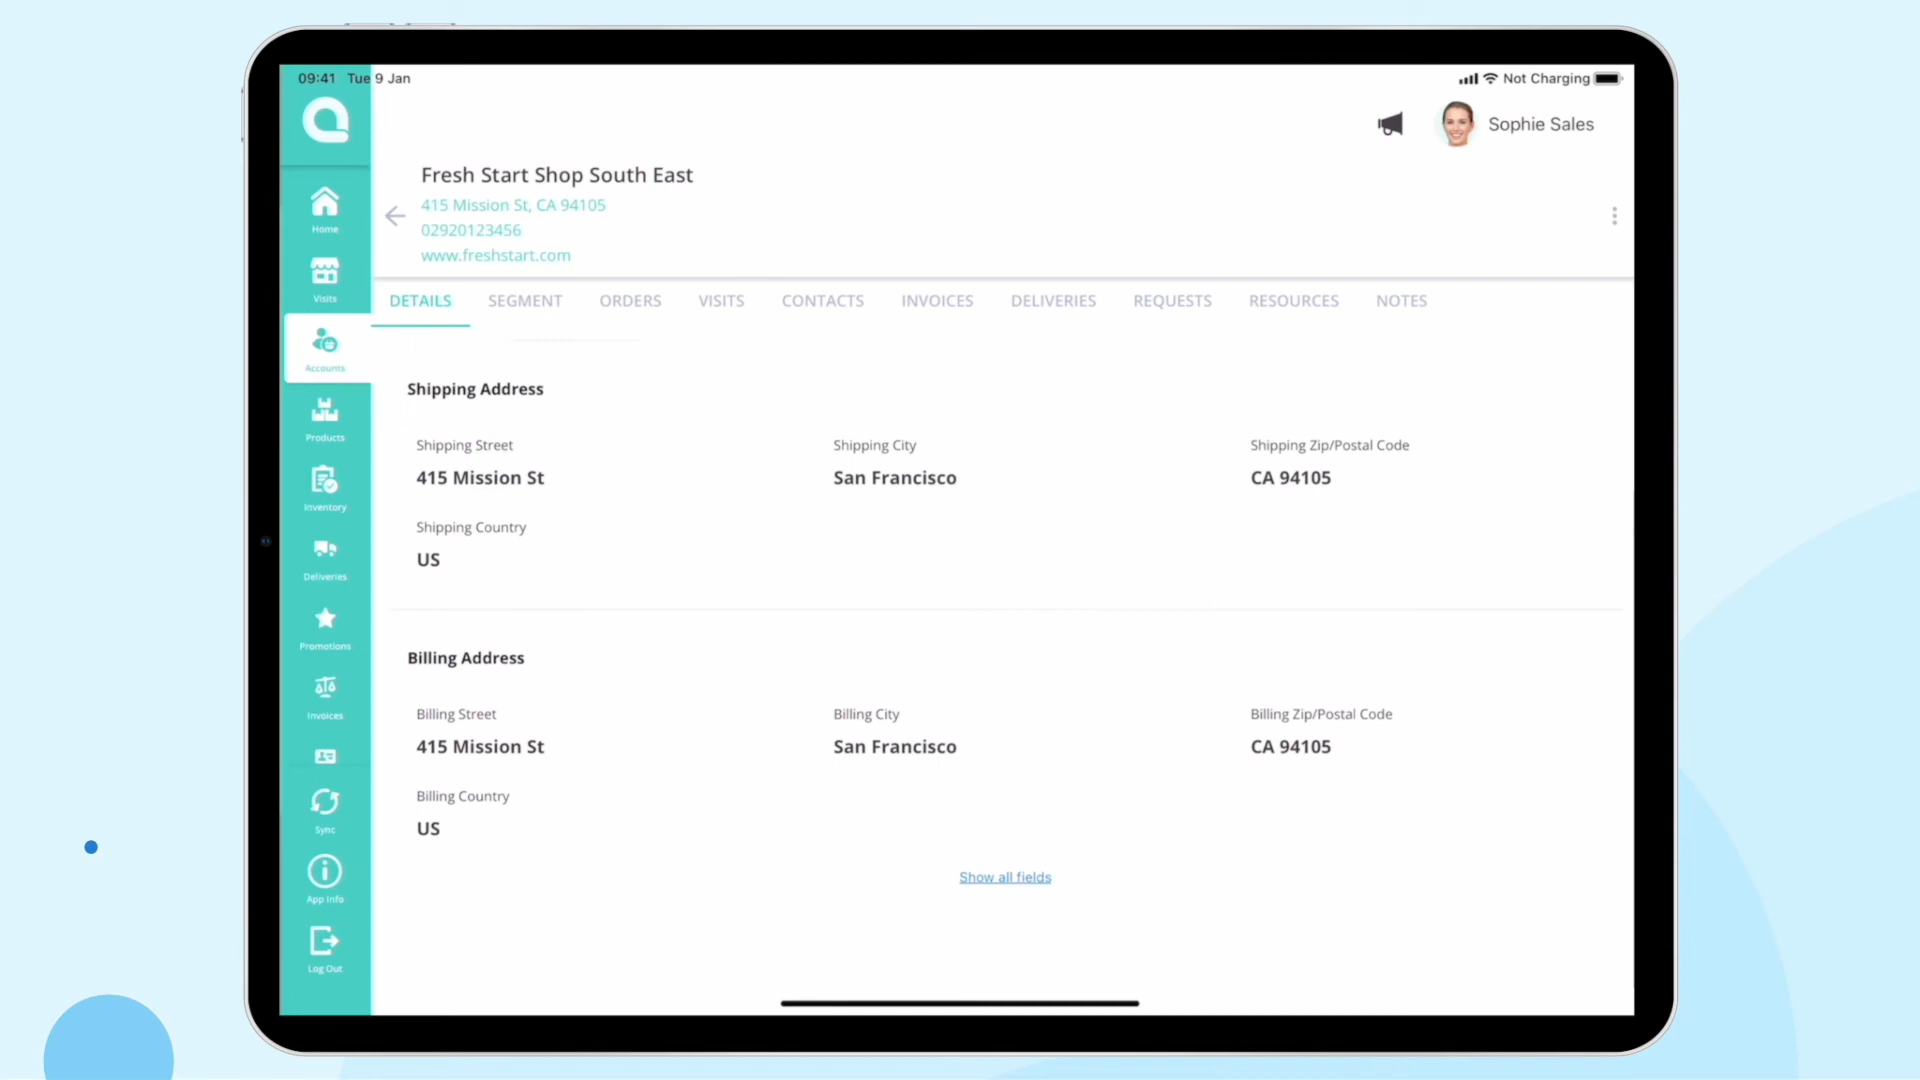 09:41 Tue 9 Jan
Not Charging
Sophie Sales
Fresh Start Shop South East
415 Mission St, CA 94105
02920123456
www.freshstart.com
Home
Visits
Accounts
Products
Inventory
Deliveries
Promotions
Invoices
Sync
App Info
Log Out
DETAILS SEGMENT ORDERS VISITS CONTACTS INVOICES DELIVERIES REQUESTS RESOURCES NOTES
Shipping Address
Shipping Street Shipping City Shipping Zip/Postal Code
415 Mission St San Francisco CA 94105
Shipping Country
US
Billing Address
Billing Street Billing City Billing Zip/Postal Code
415 Mission St San Francisco CA 94105
Billing Country
US
Show all fields